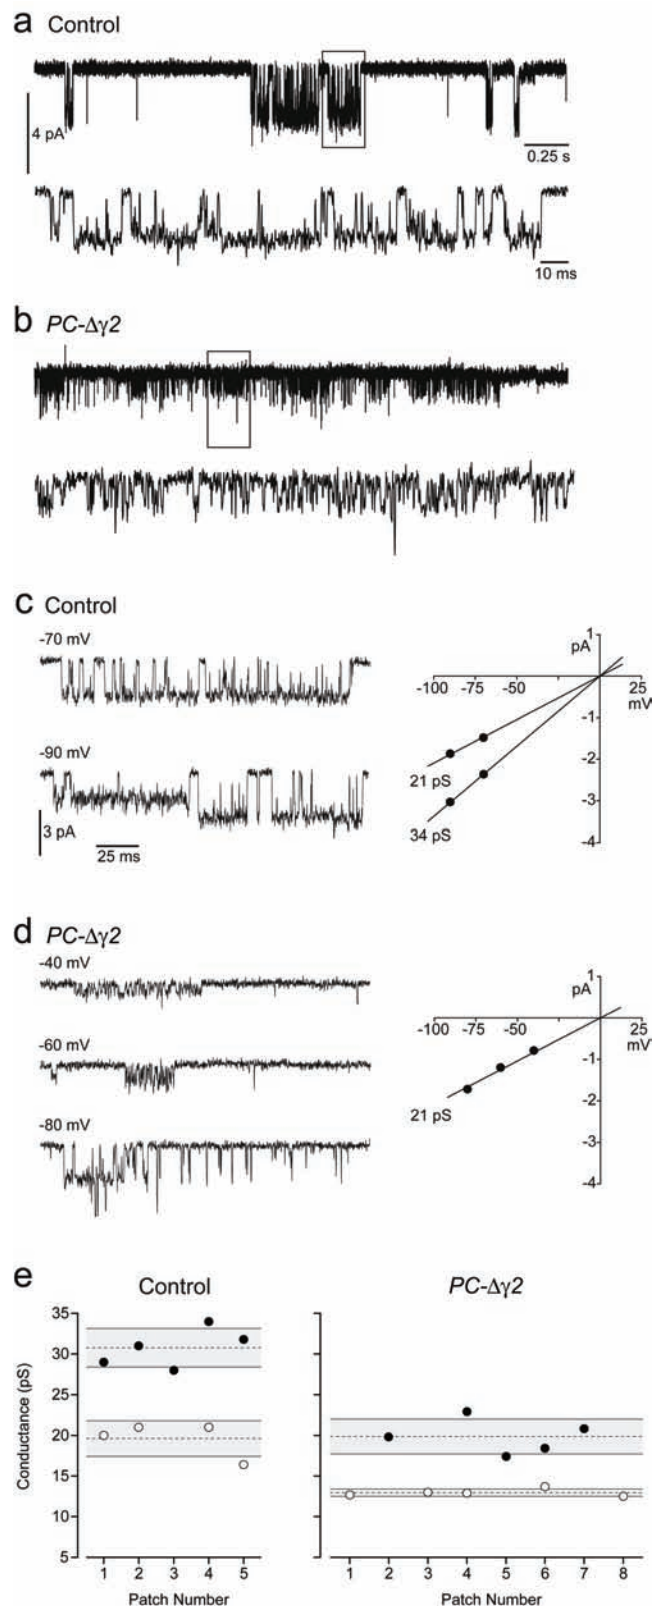 a Control
4 pA
0.25 s
10 ms
b PC-Δγ2
c Control
-70 mV
-90 mV
3 pA
25 ms
1
pA
-100 -75 -50 25
mV
-1
-2
-3
-4
21 pS
34 pS
d PC-Δγ2
-40 mV
-60 mV
-80 mV
1
pA
-100 -75 -50 25
mV
-1
-2
-3
-4
21 pS
e Control PC-Δγ2
Conductance (pS)
35
30
25
20
15
10
5
1 2 3 4 5
Patch Number
1 2 3 4 5 6 7 8
Patch Number